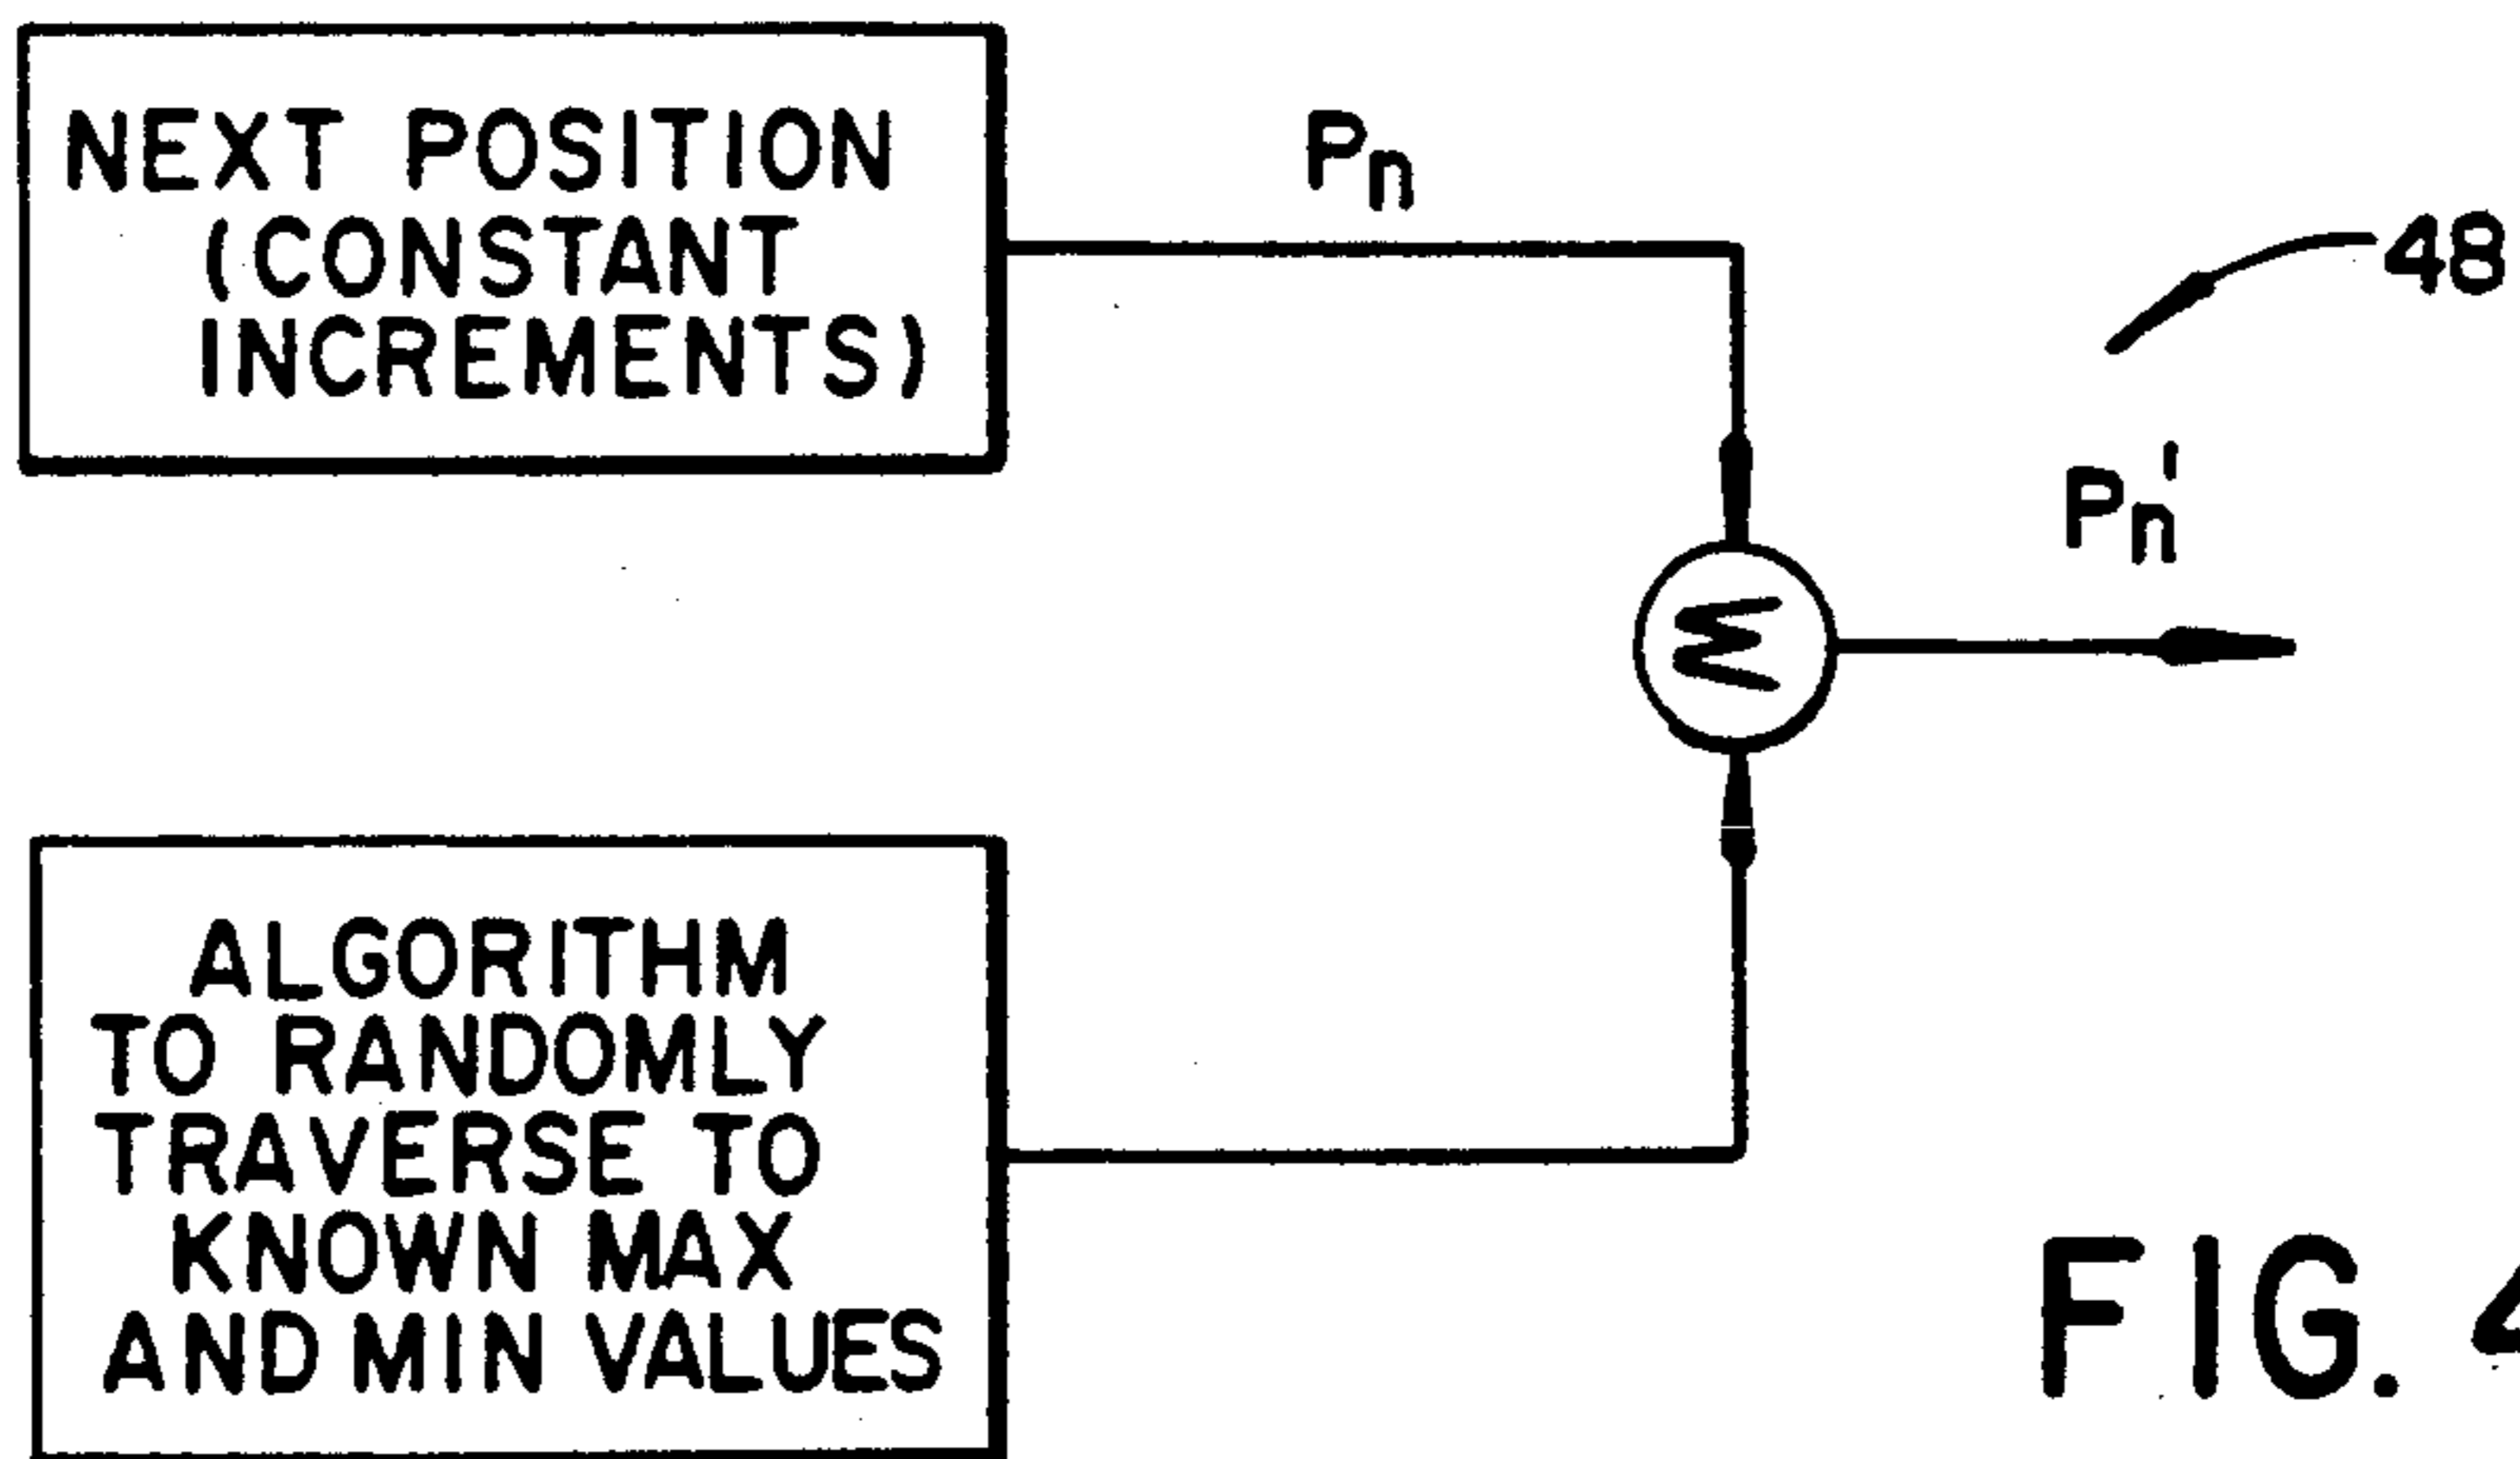 NEXT POSITION
(CONSTANT
INCREMENTS)
Pn
48
Pn'
Σ
ALGORITHM
TO RANDOMLY
TRAVERSE TO
KNOWN MAX
AND MIN VALUES
FIG. 4